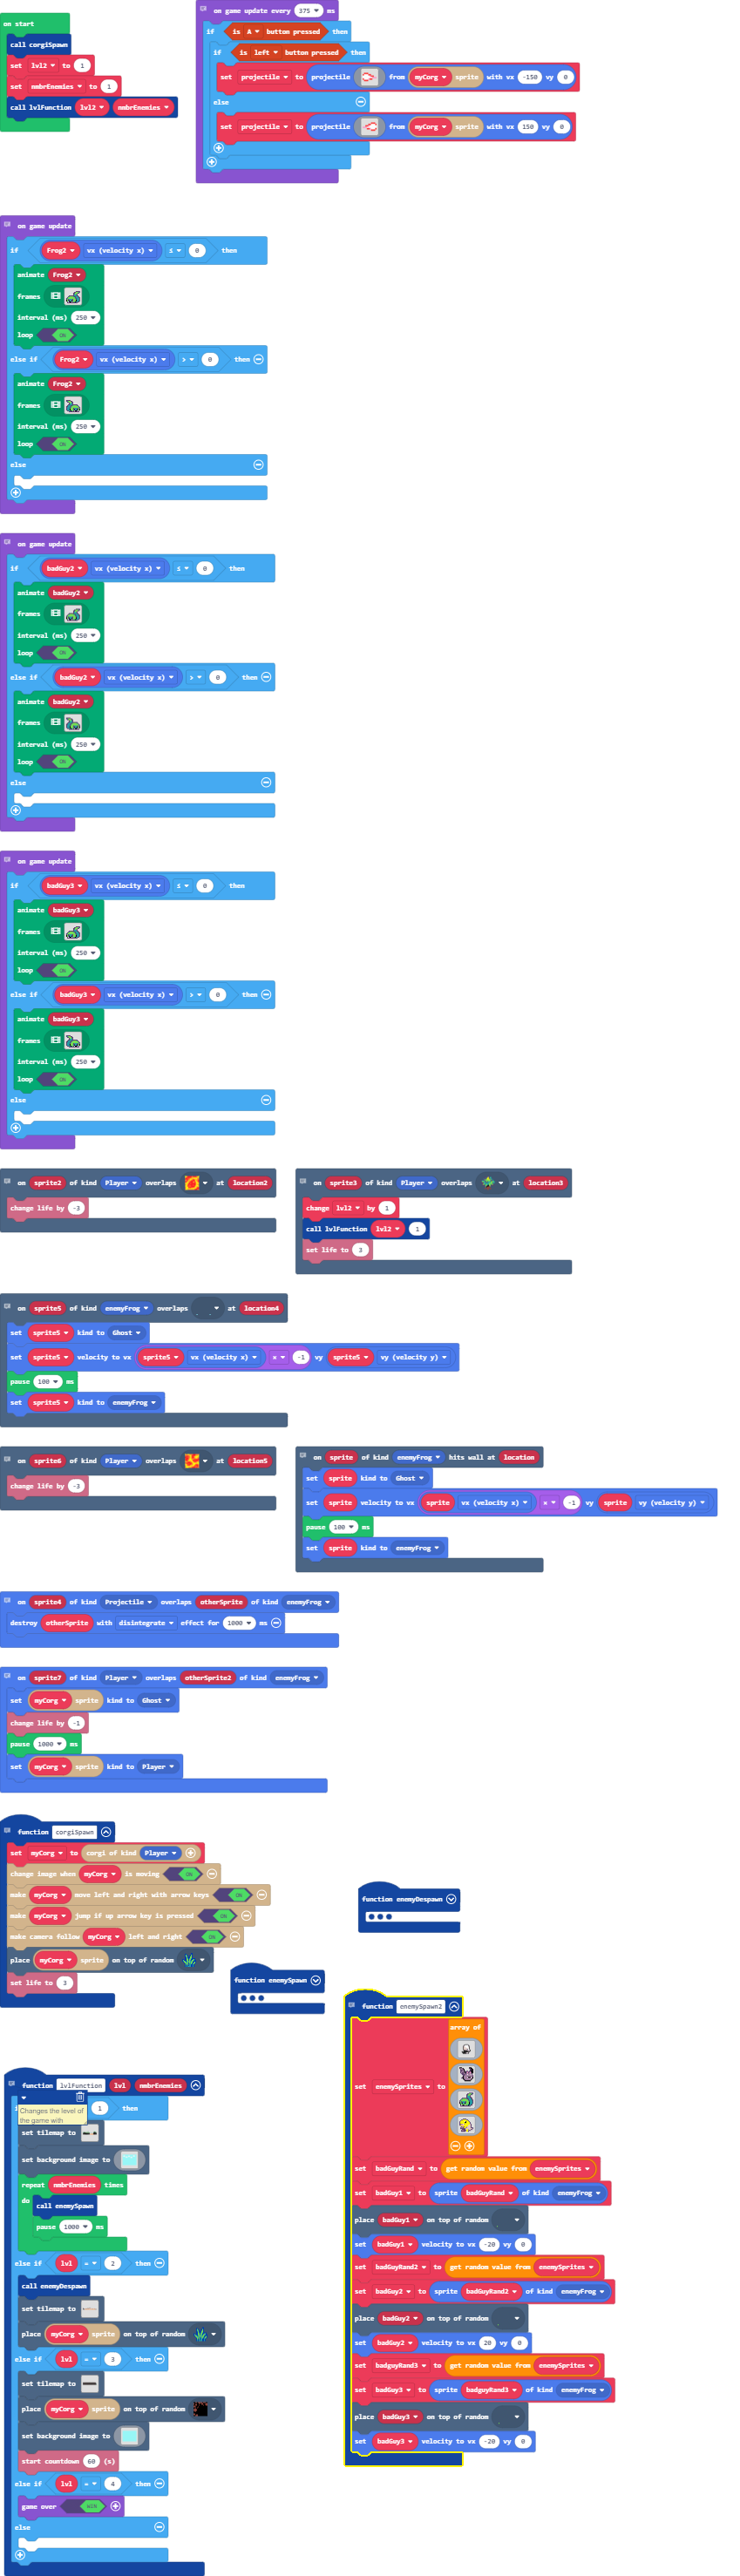 on start
call corgiSpawn
set lvl2 to 1
set nmbrEnemies to 1
call lvlFunction lvl2 nmbrEnemies
on game update every 375 ms
if is A button pressed then
if is left button pressed then
set projectile to projectile from myCorg sprite with vx -150 vy 0
else
set projectile to projectile from myCorg sprite with vx 150 vy 0
on game update
if Frog2 vx (velocity x) ≤ 0 then
animate Frog2
frames
interval (ms) 250
loop ON
else if Frog2 vx (velocity x) > 0 then
animate Frog2
frames
interval (ms) 250
loop ON
else
on game update
if badGuy2 vx (velocity x) ≤ 0 then
animate badGuy2
frames
interval (ms) 250
loop ON
else if badGuy2 vx (velocity x) > 0 then
animate badGuy2
frames
interval (ms) 250
loop ON
else
on game update
if badGuy3 vx (velocity x) ≤ 0 then
animate badGuy3
frames
interval (ms) 250
loop ON
else if badGuy3 vx (velocity x) > 0 then
animate badGuy3
frames
interval (ms) 250
loop ON
else
on sprite2 of kind Player overlaps at location2
change life by -3
on sprite3 of kind Player overlaps at location3
change lvl2 by 1
call lvlFunction lvl2 1
set life to 3
on sprite5 of kind enemyFrog overlaps at location4
set sprite5 kind to Ghost
set sprite5 velocity to vx sprite5 vx (velocity x) × -1 vy sprite5 vy (velocity y)
pause 100 ms
set sprite5 kind to enemyFrog
on sprite6 of kind Player overlaps at location5
change life by -3
on sprite of kind enemyFrog hits wall at location
set sprite kind to Ghost
set sprite velocity to vx sprite vx (velocity x) × -1 vy sprite vy (velocity y)
pause 100 ms
set sprite kind to enemyFrog
on sprite4 of kind Projectile overlaps otherSprite of kind enemyFrog
destroy otherSprite with disintegrate effect for 1000 ms
on sprite7 of kind Player overlaps otherSprite2 of kind enemyFrog
set myCorg sprite kind to Ghost
change life by -1
pause 1000 ms
set myCorg sprite kind to Player
function corgiSpawn
set myCorg to corgi of kind Player
change image when myCorg is moving ON
make myCorg move left and right with arrow keys ON
make myCorg jump if up arrow key is pressed ON
make camera follow myCorg left and right ON
place myCorg sprite on top of random
set life to 3
function enemyDespawn
function enemySpawn
function enemySpawn2
set enemySprites to array of
set badGuyRand to get random value from enemySprites
set badGuy1 to sprite badGuyRand of kind enemyFrog
place badGuy1 on top of random
set badGuy1 velocity to vx -20 vy 0
set badGuyRand2 to get random value from enemySprites
set badGuy2 to sprite badGuyRand2 of kind enemyFrog
place badGuy2 on top of random
set badGuy2 velocity to vx 20 vy 0
set badguyRand3 to get random value from enemySprites
set badGuy3 to sprite badguyRand3 of kind enemyFrog
place badGuy3 on top of random
set badGuy3 velocity to vx -20 vy 0
function lvlFunction lvl nmbrEnemies
Changes the level of
the game with
1 then
set tilemap to
set background image to
repeat nmbrEnemies times
do call enemySpawn
pause 1000 ms
else if lvl = 2 then
call enemyDespawn
set tilemap to
place myCorg sprite on top of random
else if lvl = 3 then
set tilemap to
place myCorg sprite on top of random
set background image to
start countdown 60 (s)
else if lvl = 4 then
game over WIN
else